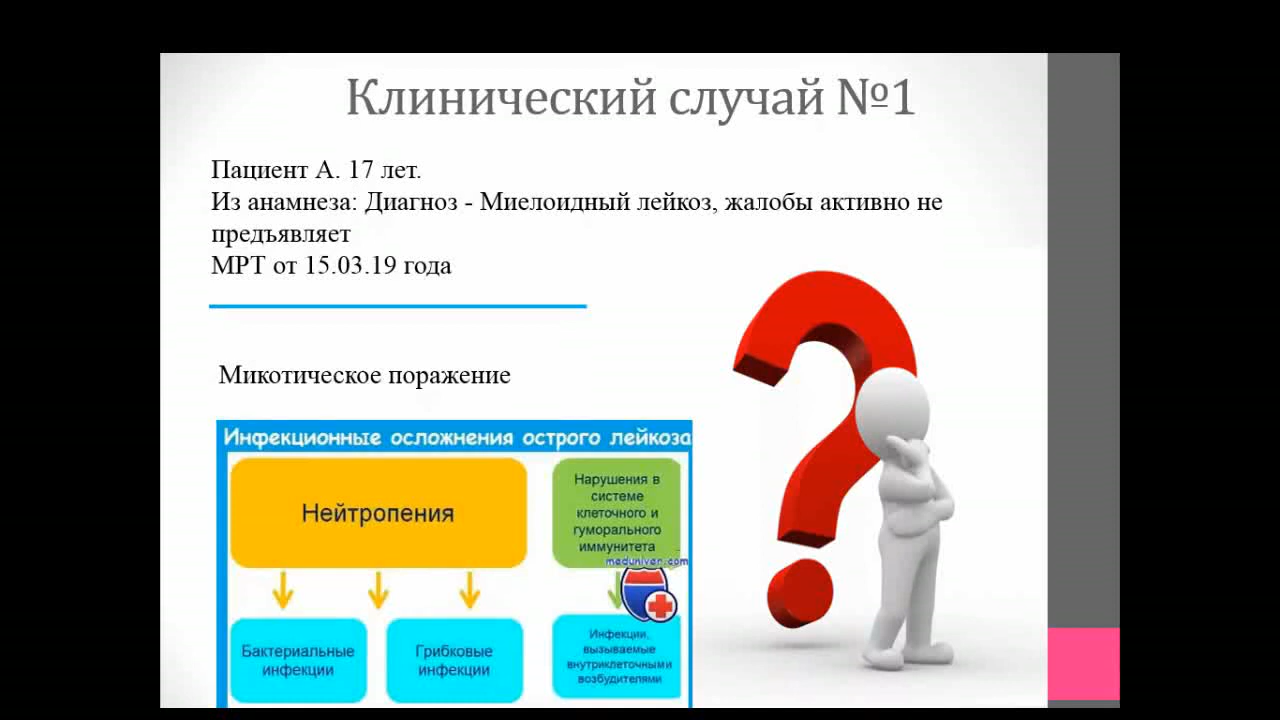 Клинический случай №1
Пациент А. 17 лет.
Из анамнеза: Диагноз - Миелоидный лейкоз, жалобы активно не
предъявляет
МРТ от 15.03.19 года
Микотическое поражение
Инфекционные осложнения острого лейкоза
Нейтропения
Нарушения в
системе
клеточного и
гуморального
иммунитета
meduniver.com
Бактериальные
инфекции
Грибковые
инфекции
Инфекции,
вызываемые
внутриклеточными
возбудителями